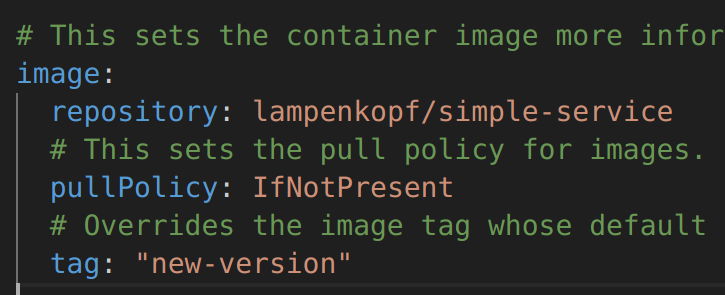 # This sets the container image more infor
image:
  repository: lampenkopf/simple-service
  # This sets the pull policy for images.
  pullPolicy: IfNotPresent
  # Overrides the image tag whose default
  tag: "new-version"